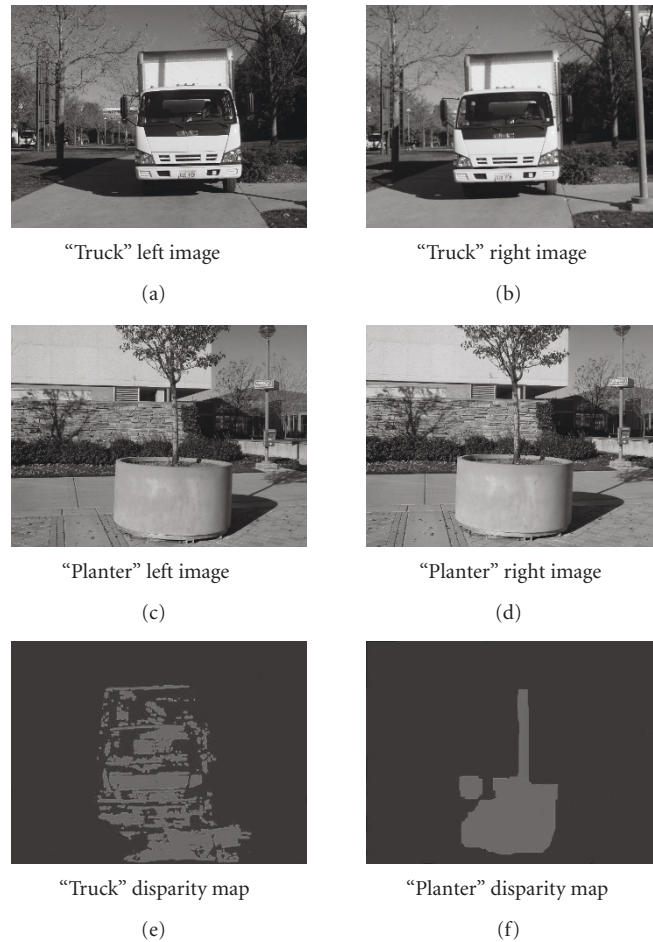 “Truck” left image
“Truck” right image
(a)
(b)
“Planter” left image
“Planter” right image
(c)
(d)
“Truck” disparity map
“Planter” disparity map
(e)
(f)